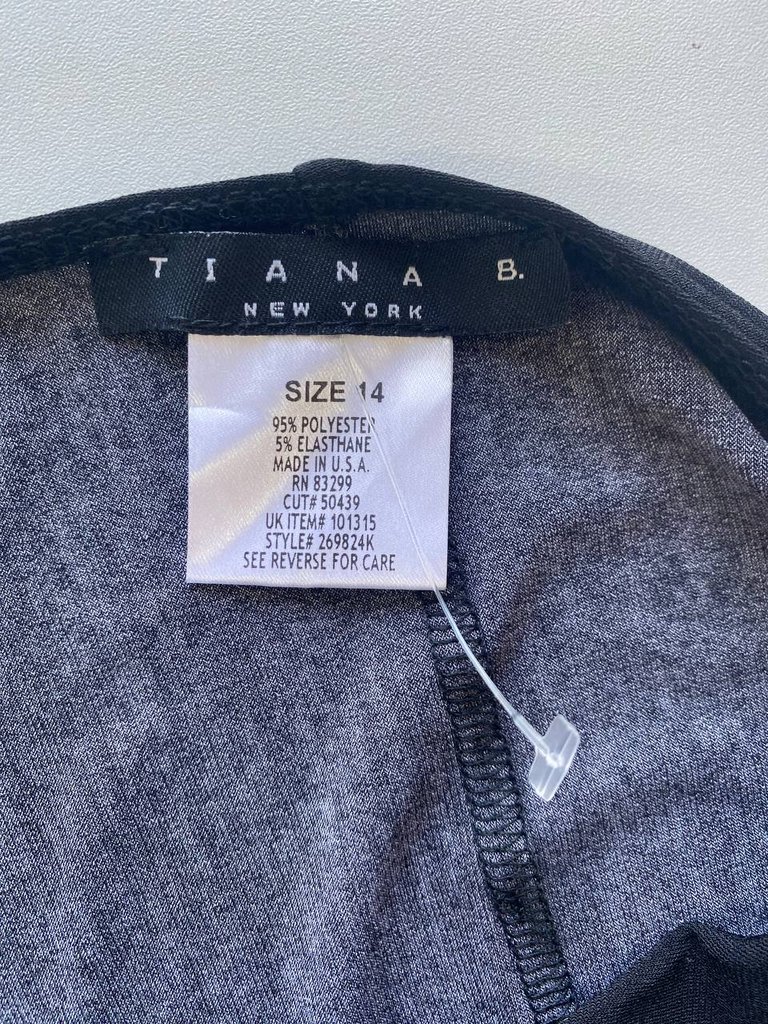 TIANA B.
NEW YORK
SIZE 14
95% POLYESTER
5% ELASTHANE
MADE IN U.S.A.
RN 83299
CUT# 50439
UK ITEM# 101315
STYLE# 269824K
SEE REVERSE FOR CARE